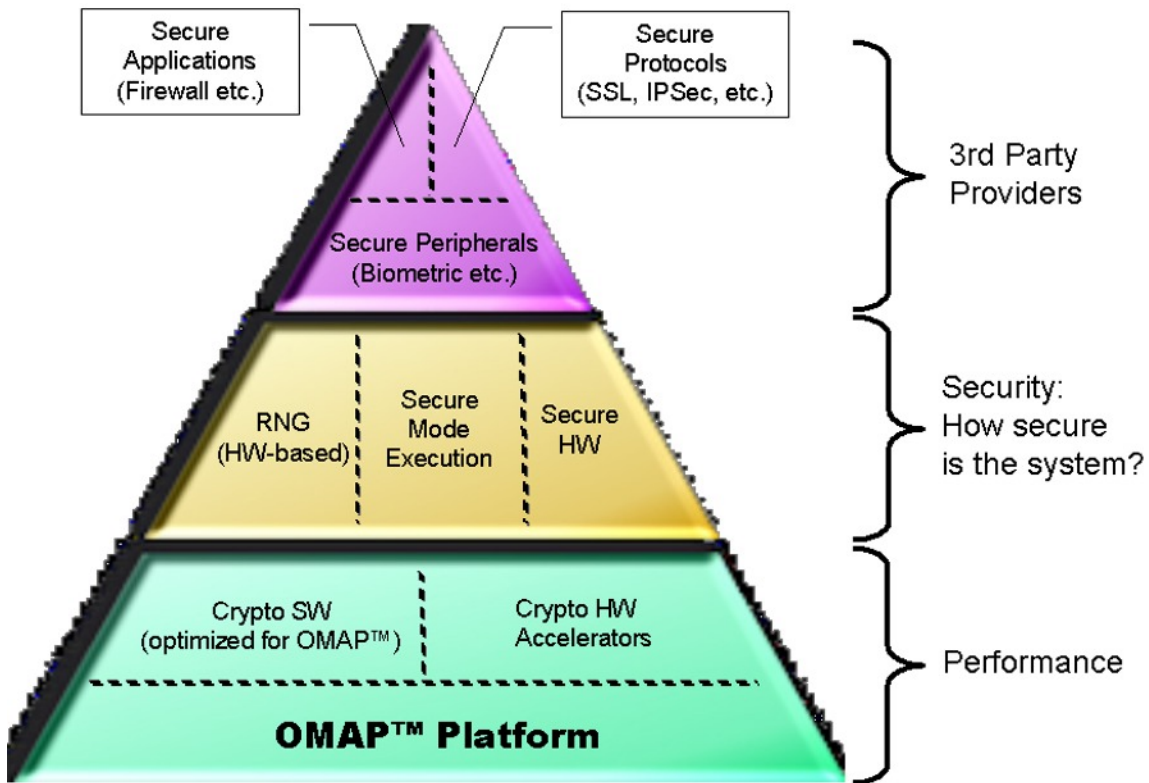 Secure
Applications
(Firewall etc.)
Secure
Protocols
(SSL, IPSec, etc.)
3rd Party
Providers
Secure Peripherals
(Biometric etc.)
RNG
(HW-based)
Secure
Mode
Execution
Secure
HW
Security:
How secure
is the system?
Crypto SW
(optimized for OMAP™)
Crypto HW
Accelerators
Performance
OMAP™ Platform